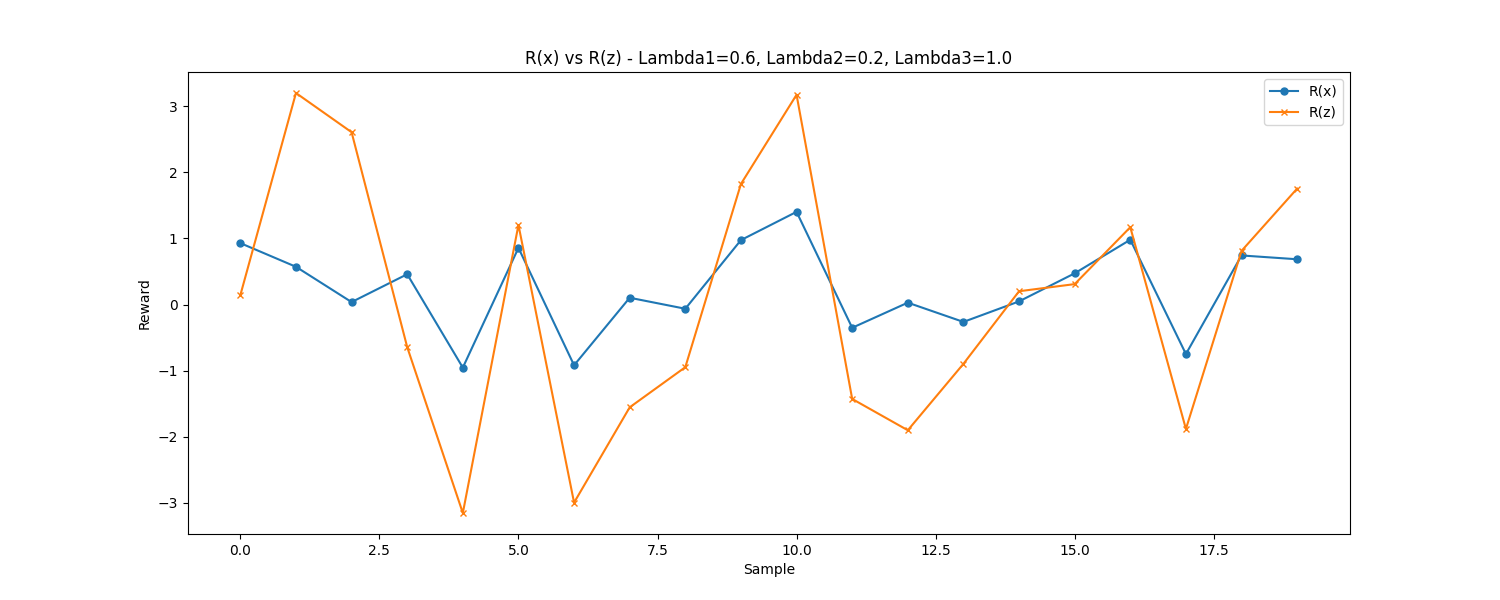 R(x) vs R(z) - Lambda1=0.6, Lambda2=0.2, Lambda3=1.0
R(x)
R(z)
Reward
3
2
1
0
−1
−2
−3
0.0 2.5 5.0 7.5 10.0 12.5 15.0 17.5
Sample